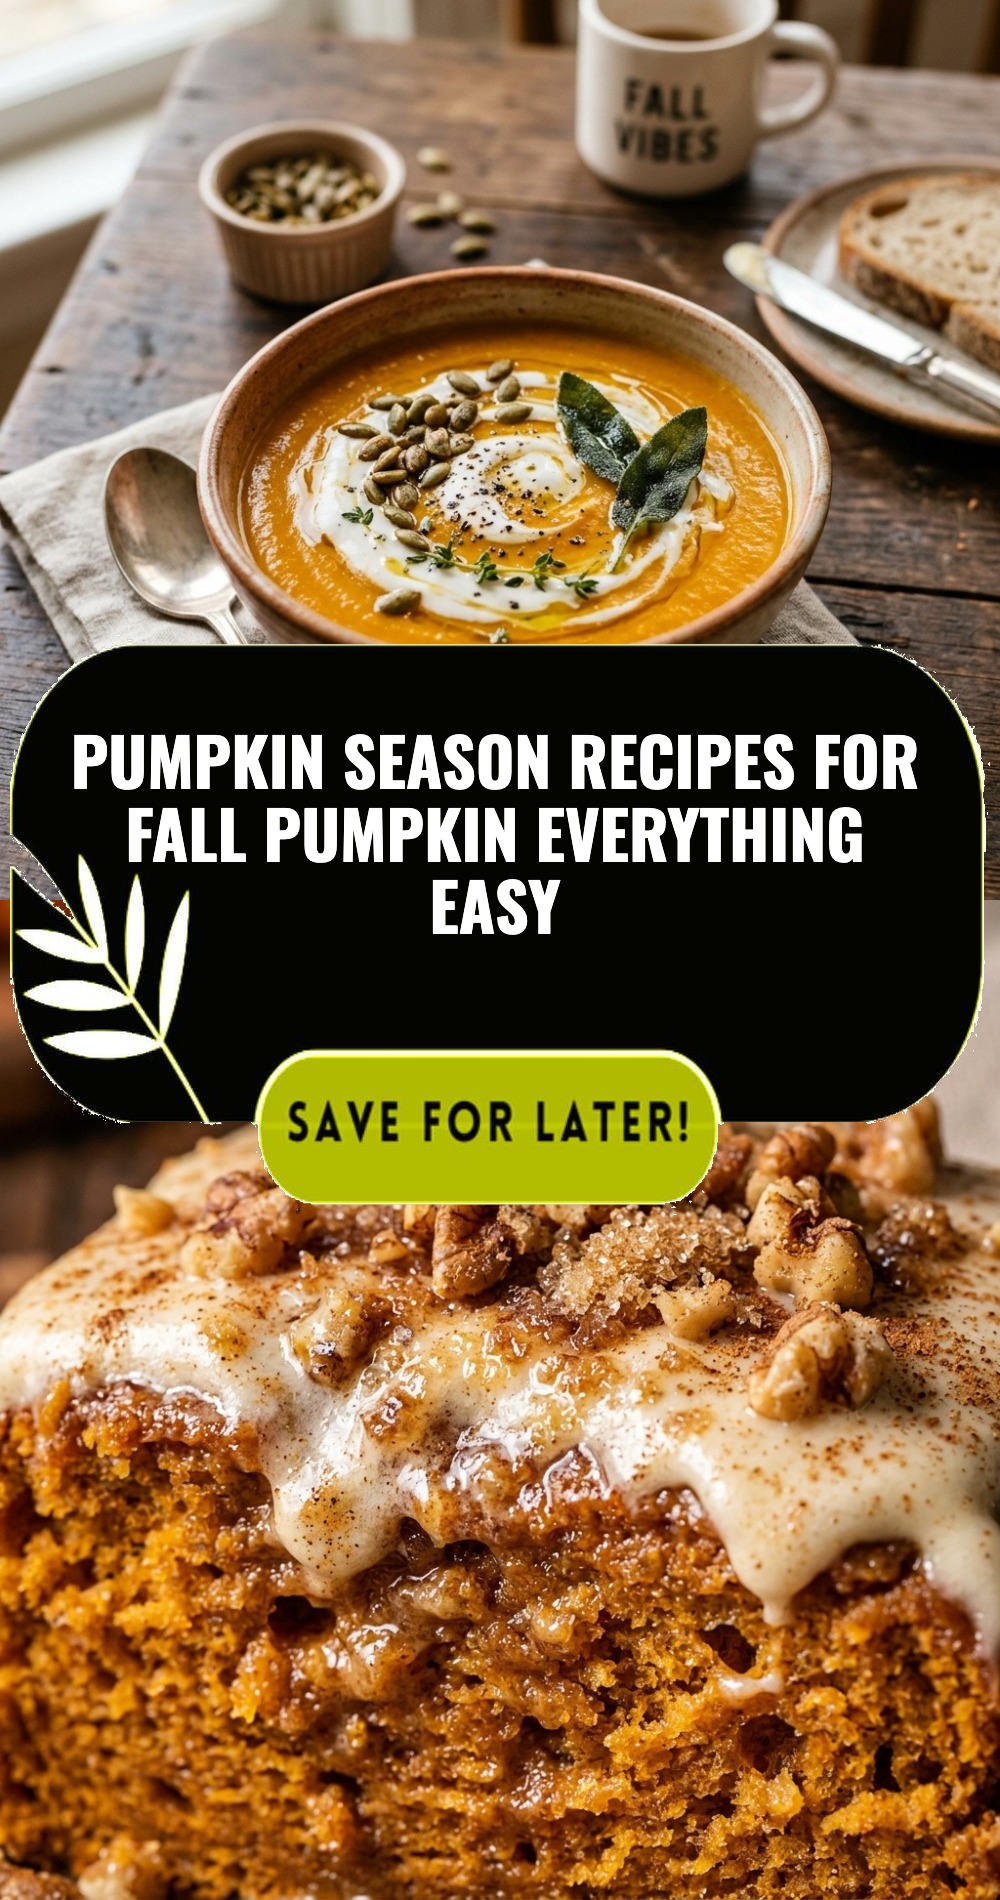 FALL
VIBES
PUMPKIN SEASON RECIPES FOR
FALL PUMPKIN EVERYTHING
EASY
SAVE FOR LATER!